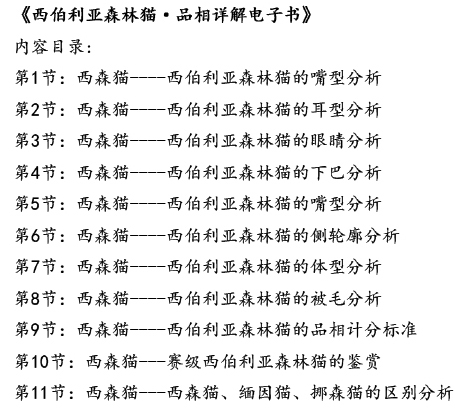 《西伯利亚森林猫·品相详解电子书》
内容目录:
第1节: 西森猫----西伯利亚森林猫的嘴型分析
第2节: 西森猫----西伯利亚森林猫的耳型分析
第3节: 西森猫----西伯利亚森林猫的眼睛分析
第4节: 西森猫----西伯利亚森林猫的下巴分析
第5节: 西森猫----西伯利亚森林猫的嘴型分析
第6节: 西森猫----西伯利亚森林猫的侧轮廓分析
第7节: 西森猫----西伯利亚森林猫的体型分析
第8节: 西森猫----西伯利亚森林猫的被毛分析
第9节: 西森猫----西伯利亚森林猫的品相计分标准
第10节: 西森猫---赛级西伯利亚森林猫的鉴赏
第11节: 西森猫---西森猫、缅因猫、挪森猫的区别分析